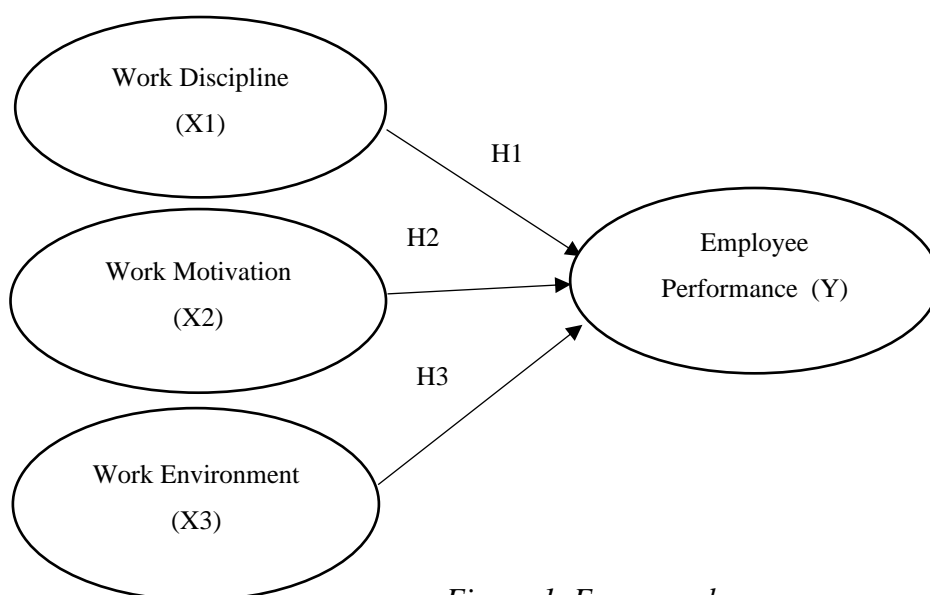 Work Discipline
(X1)
H1
Work Motivation
(X2)
H2
Employee
Performance (Y)
Work Environment
(X3)
H3